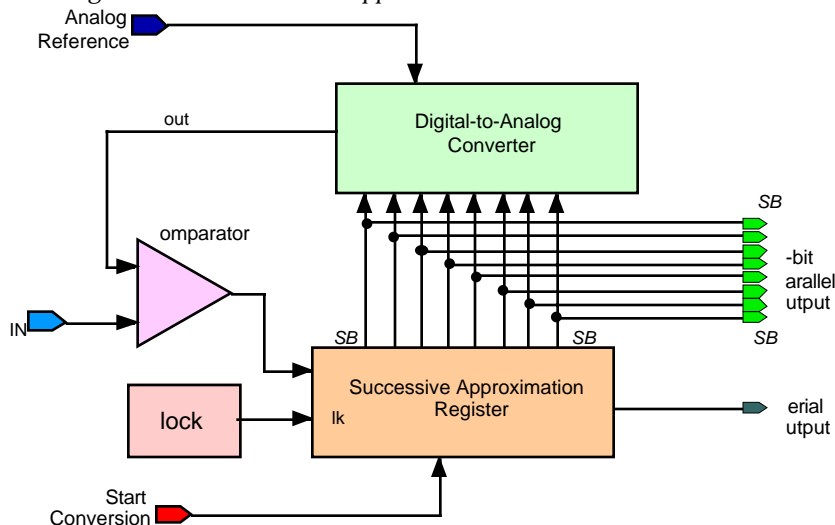 Analog
Reference
Digital-to-Analog
Converter
out
SB
omparator
-bit
arallel
utput
IN
SB
SB
SB
Successive Approximation
Register
lock
lk
erial
utput
Start
Conversion